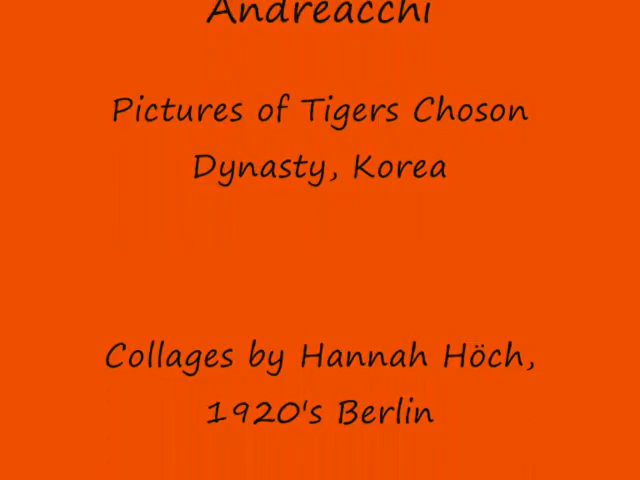 Andreacchi
Pictures of Tigers Choson
Dynasty, Korea
Collages by Hannah Höch,
1920's Berlin